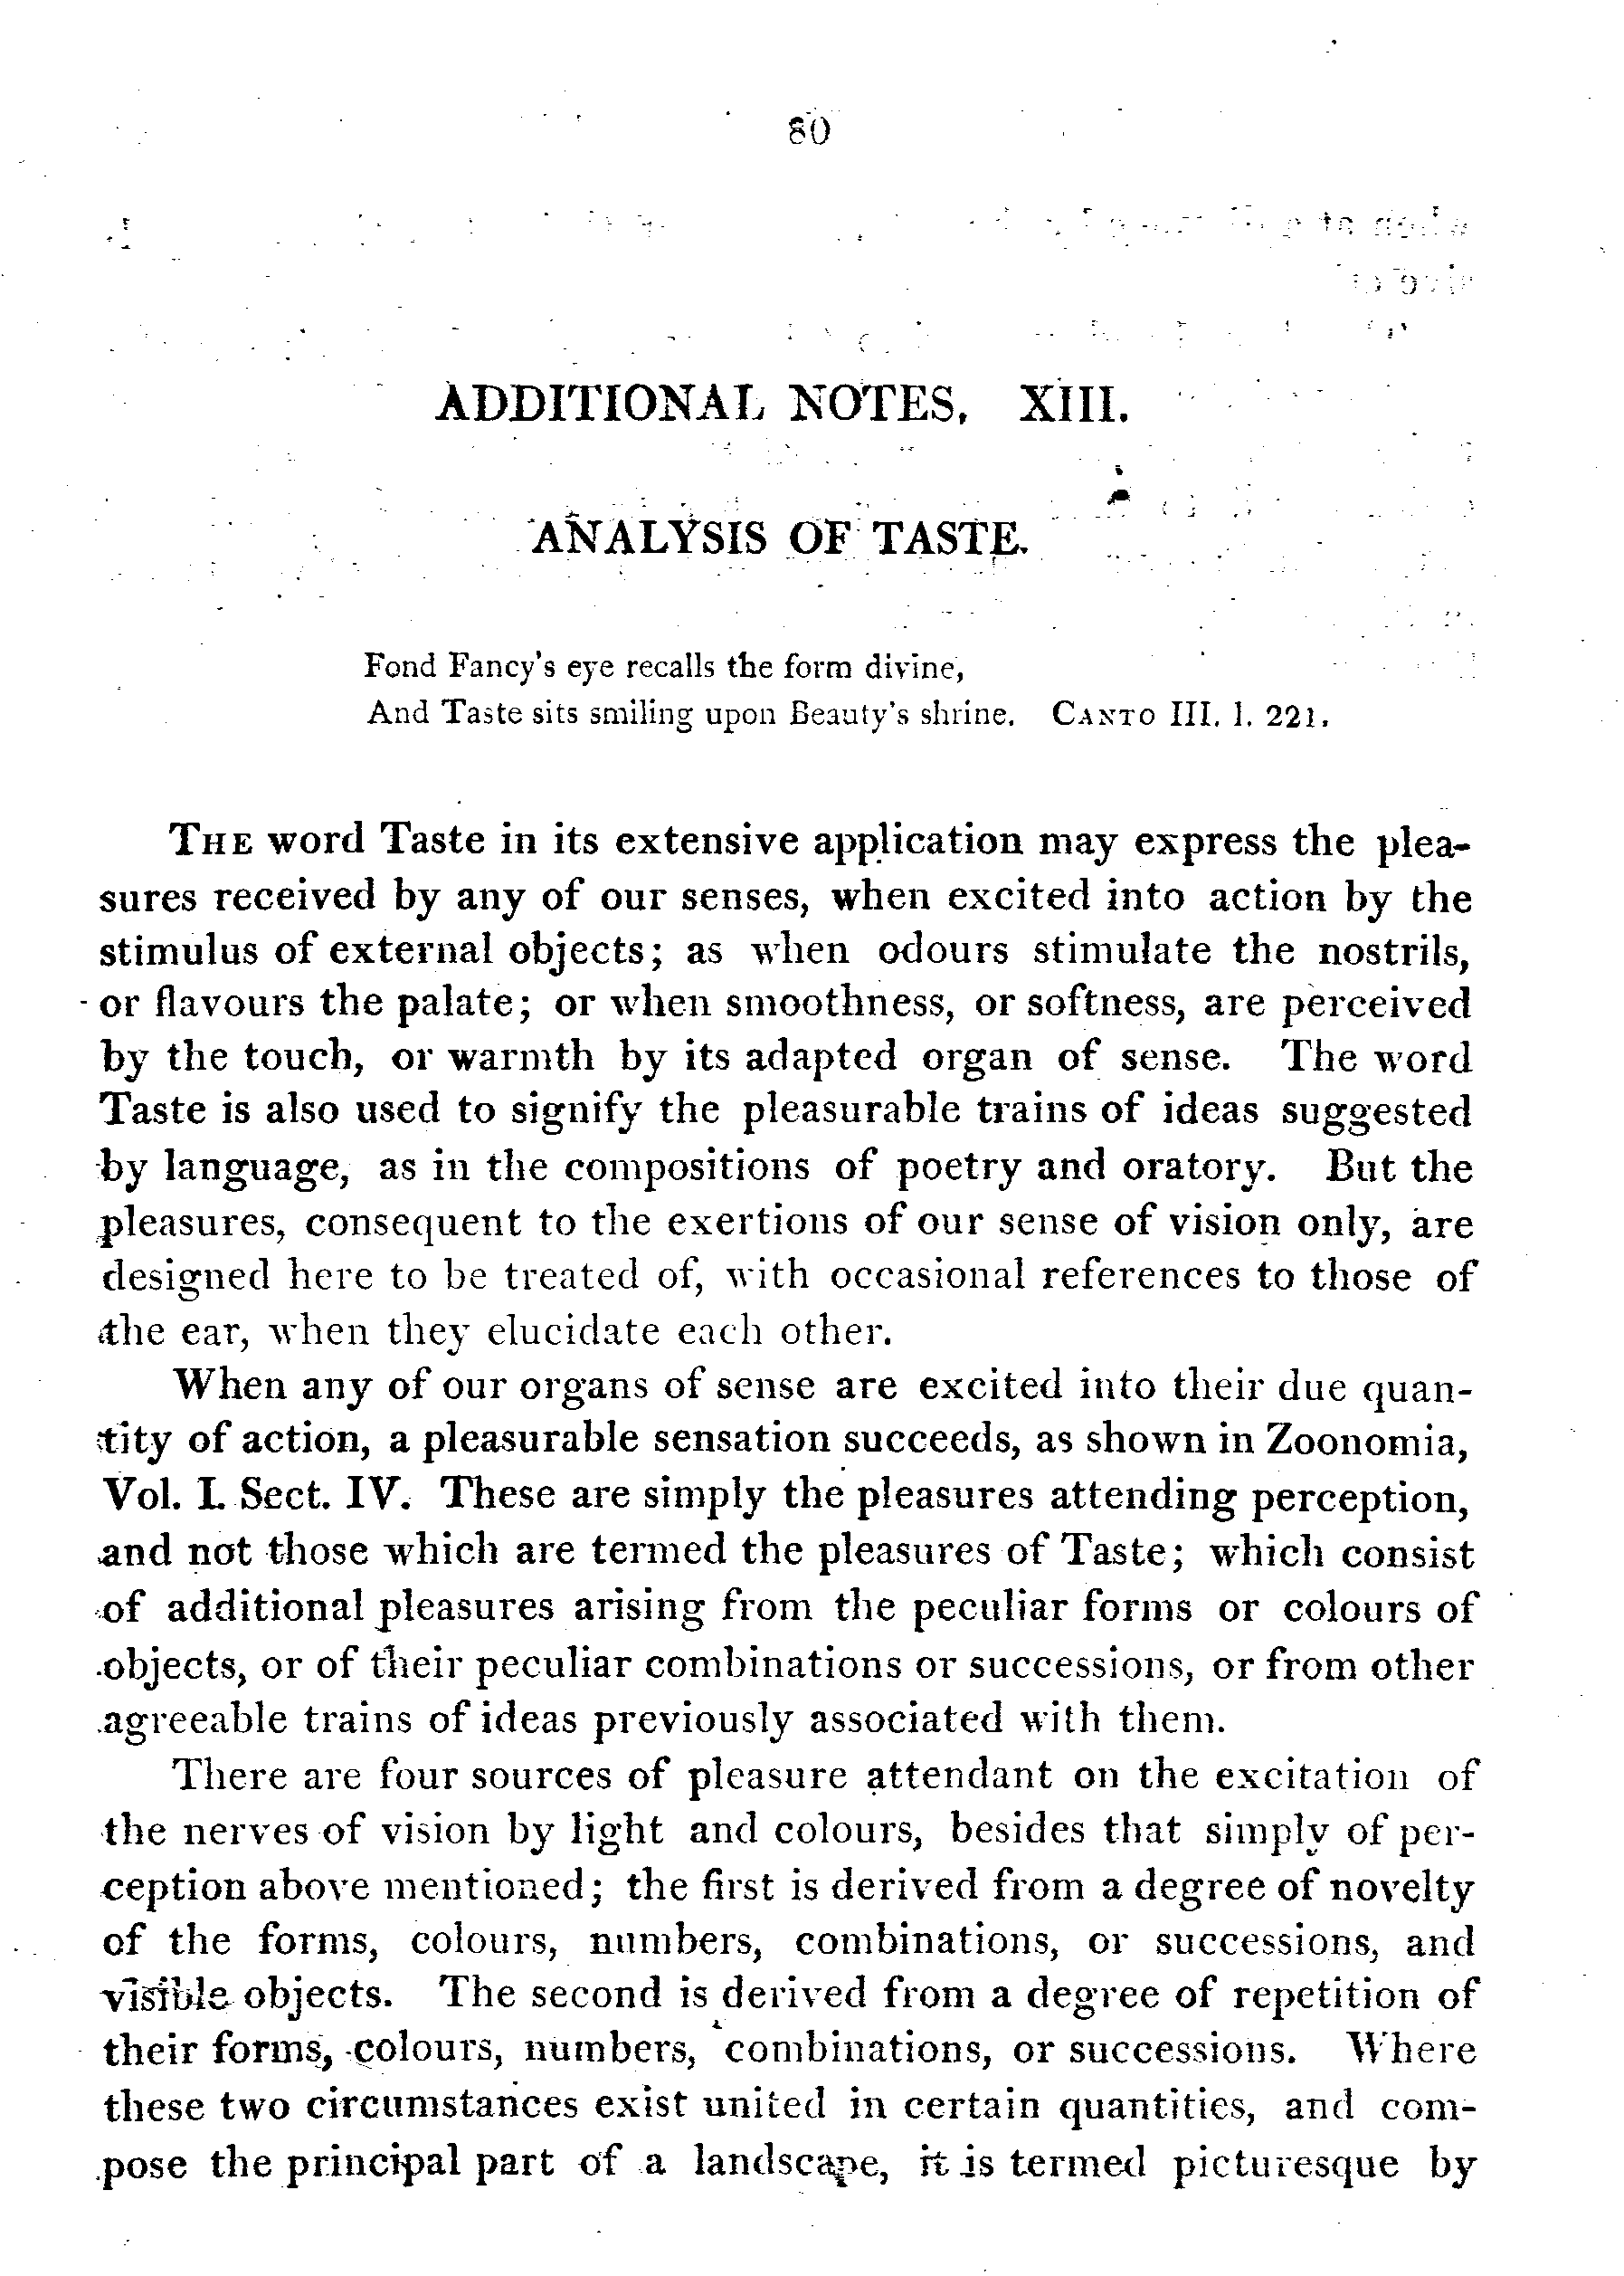 80
ADDITIONAL NOTES. XIII.
ANALYSIS OF TASTE.
Fond Fancy's eye recalls the form divine,
And Taste sits smiling upon Beauty's shrine. CANTO III. l. 221.
THE word Taste in its extensive application may express the plea-
sures received by any of our senses, when excited into action by the
stimulus of external objects; as when odours stimulate the nostrils,
or flavours the palate; or when smoothness, or softness, are perceived
by the touch, or warmth by its adapted organ of sense. The word
Taste is also used to signify the pleasurable trains of ideas suggested
by language, as in the compositions of poetry and oratory. But the
pleasures, consequent to the exertions of our sense of vision only, are
designed here to be treated of, with occasional references to those of
the ear, when they elucidate each other.
When any of our organs of sense are excited into their due quan-
tity of action, a pleasurable sensation succeeds, as shown in Zoonomia,
Vol. I. Sect. IV. These are simply the pleasures attending perception,
and not those which are termed the pleasures of Taste; which consist
of additional pleasures arising from the peculiar forms or colours of
objects, or of their peculiar combinations or successions, or from other
agreeable trains of ideas previously associated with them.
There are four sources of pleasure attendant on the excitation of
the nerves of vision by light and colours, besides that simply of per-
ception above mentioned; the first is derived from a degree of novelty
of the forms, colours, numbers, combinations, or successions, and
visible objects. The second is derived from a degree of repetition of
their forms, colours, numbers, combinations, or successions. Where
these two circumstances exist united in certain quantities, and com-
pose the principal part of a landscape, it is termed picturesque by